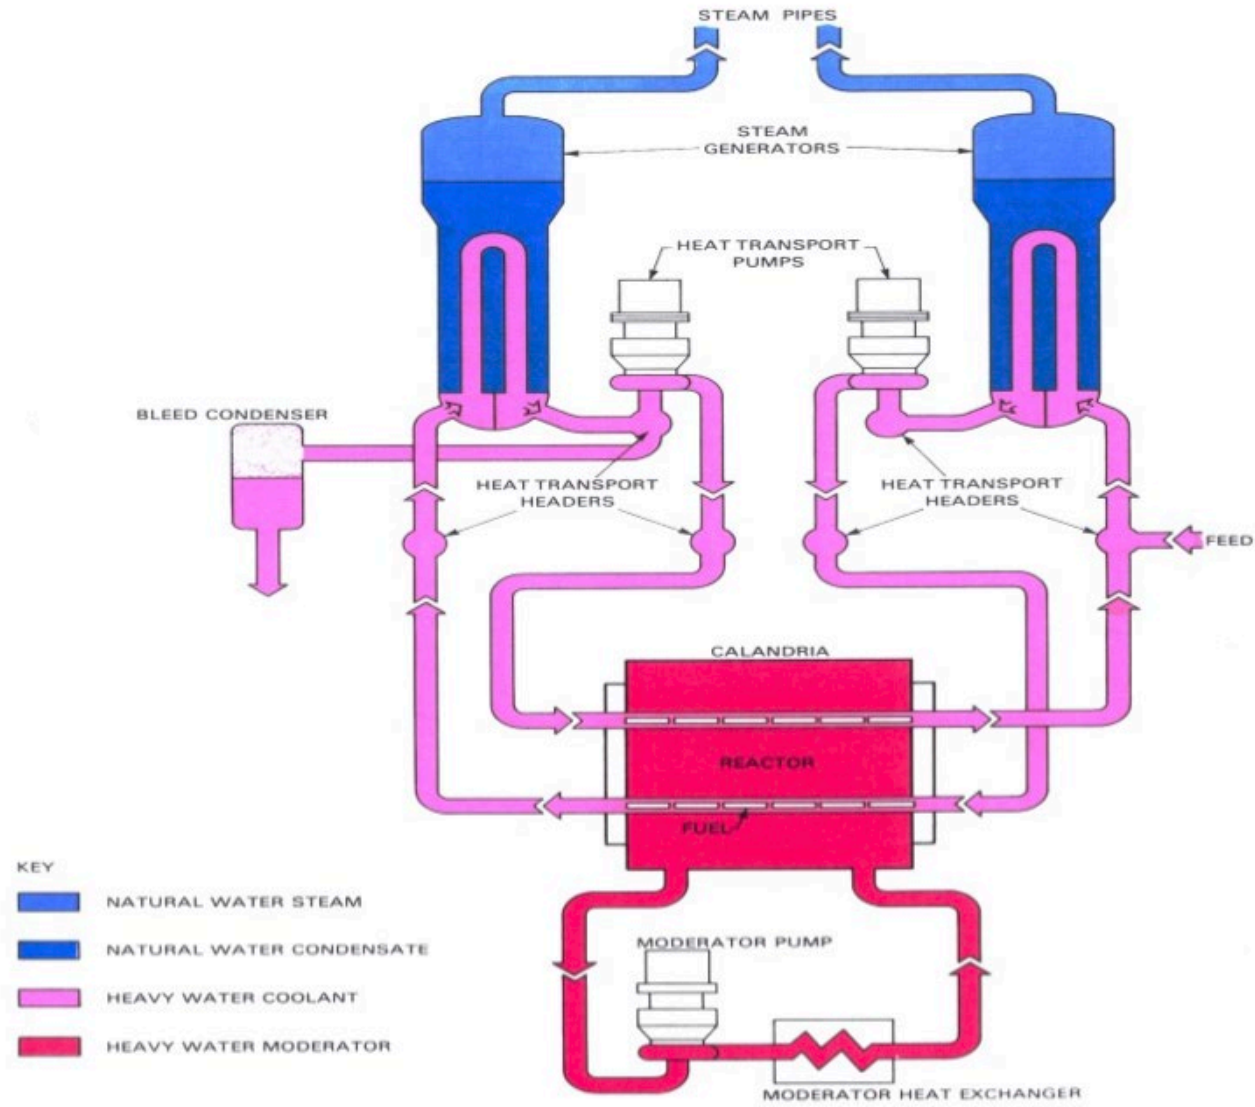 STEAM PIPES
STEAM
GENERATORS
HEAT TRANSPORT
PUMPS
BLEED CONDENSER
HEAT TRANSPORT
HEADERS
HEAT TRANSPORT
HEADERS
FEED
CALANDRIA
REACTOR
FUEL
KEY
NATURAL WATER STEAM
NATURAL WATER CONDENSATE
HEAVY WATER COOLANT
HEAVY WATER MODERATOR
MODERATOR PUMP
MODERATOR HEAT EXCHANGER